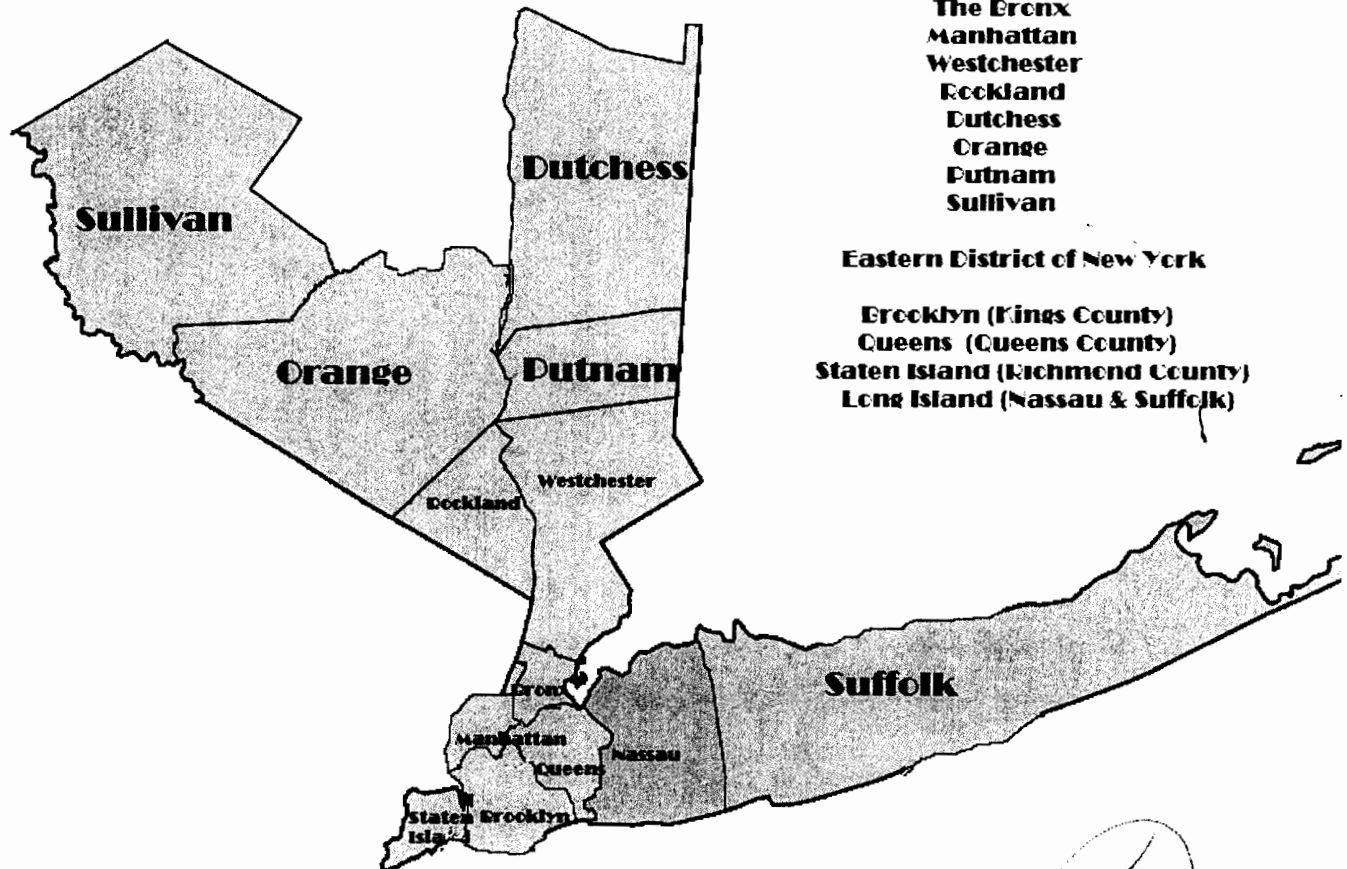 The Bronx
Manhattan
Westchester
Rockland
Dutchess
Orange
Putnam
Sullivan
Eastern District of New York
Brooklyn (Kings County)
Queens (Queens County)
Staten Island (Richmond County)
Long Island (Nassau & Suffolk)
Dutchess
Sullivan
Orange
Putnam
Westchester
Rockland
Suffolk
Bronx
Manhattan
Nassau
Queens
Staten Brooklyn